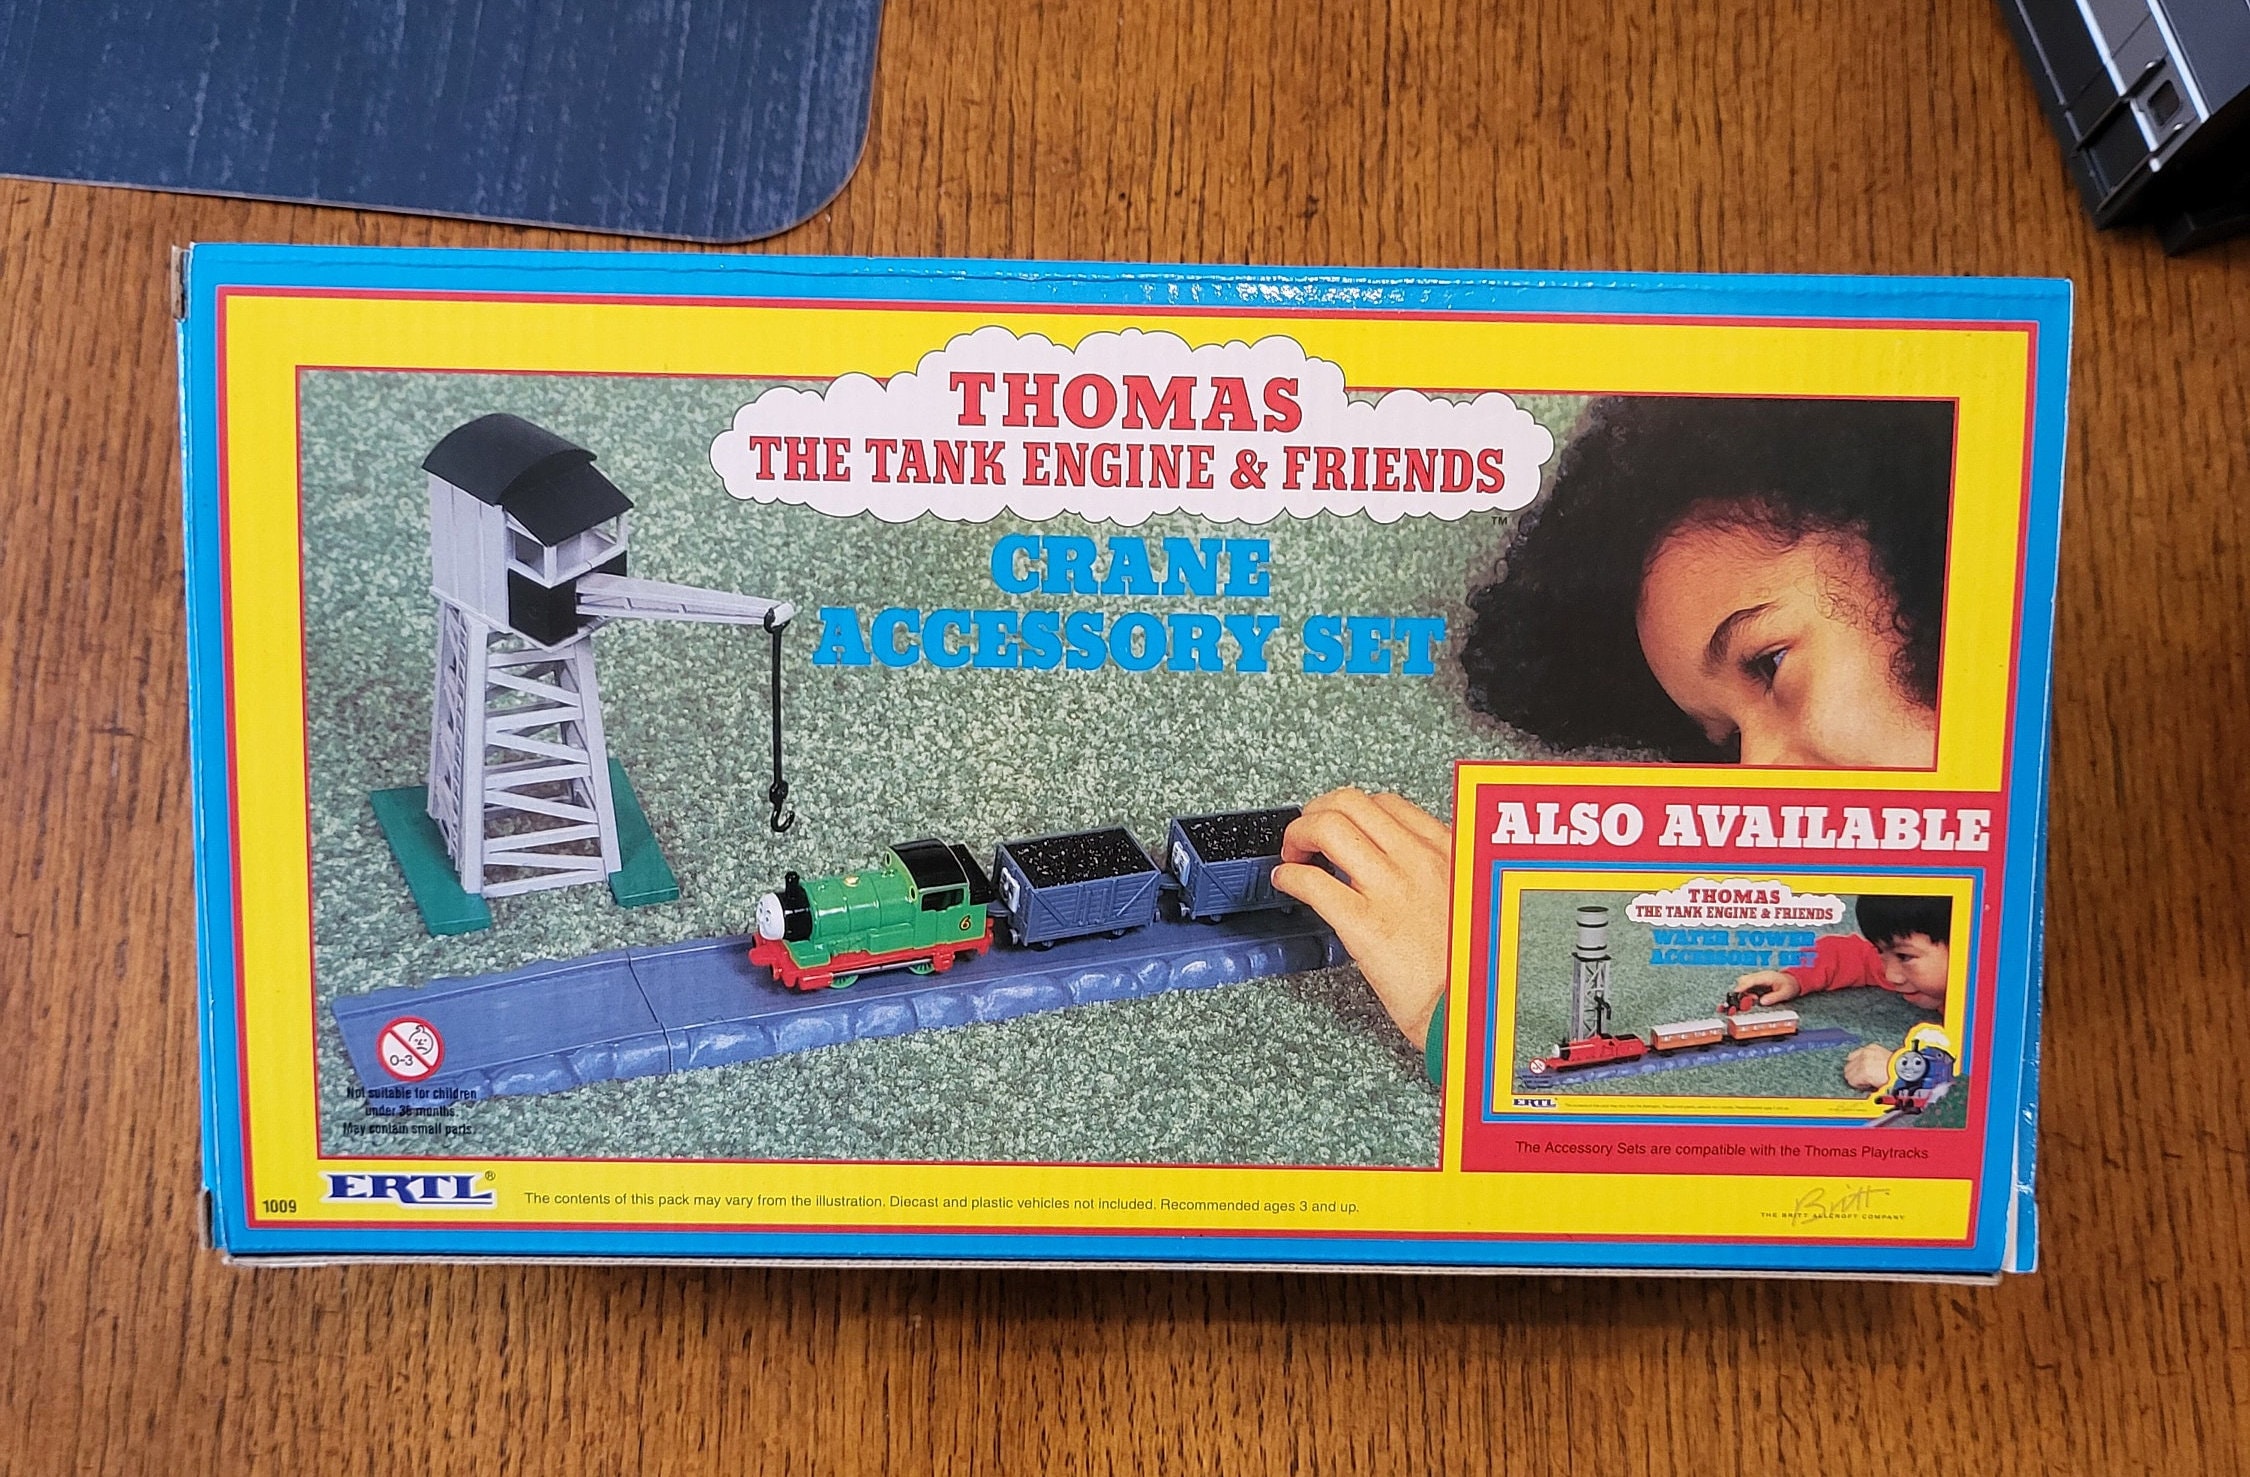 THOMAS
THE TANK ENGINE & FRIENDS
TM
CRANE
ACCESSORY SET
6
0-3
Not suitable for children
under 36 months.
May contain small parts.
ALSO AVAILABLE
THOMAS
THE TANK ENGINE & FRIENDS
WATER TOWER
ACCESSORY SET
ERTL
The Accessory Sets are compatible with the Thomas Playtracks
1009
ERTL®
The contents of this pack may vary from the illustration. Diecast and plastic vehicles not included. Recommended ages 3 and up.
Britt
THE BRITT ALLCROFT COMPANY